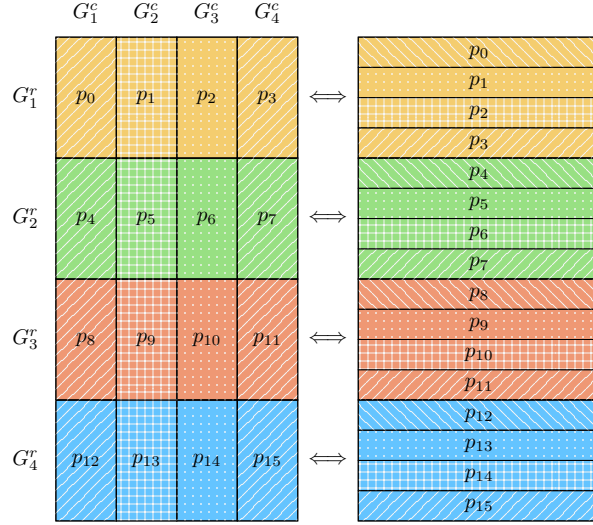 G_1^c G_2^c G_3^c G_4^c
G_1^r p_0 p_1 p_2 p_3 ⟺
G_2^r p_4 p_5 p_6 p_7 ⟺
G_3^r p_8 p_9 p_10 p_11 ⟺
G_4^r p_12 p_13 p_14 p_15 ⟺
p_0
p_1
p_2
p_3
p_4
p_5
p_6
p_7
p_8
p_9
p_10
p_11
p_12
p_13
p_14
p_15